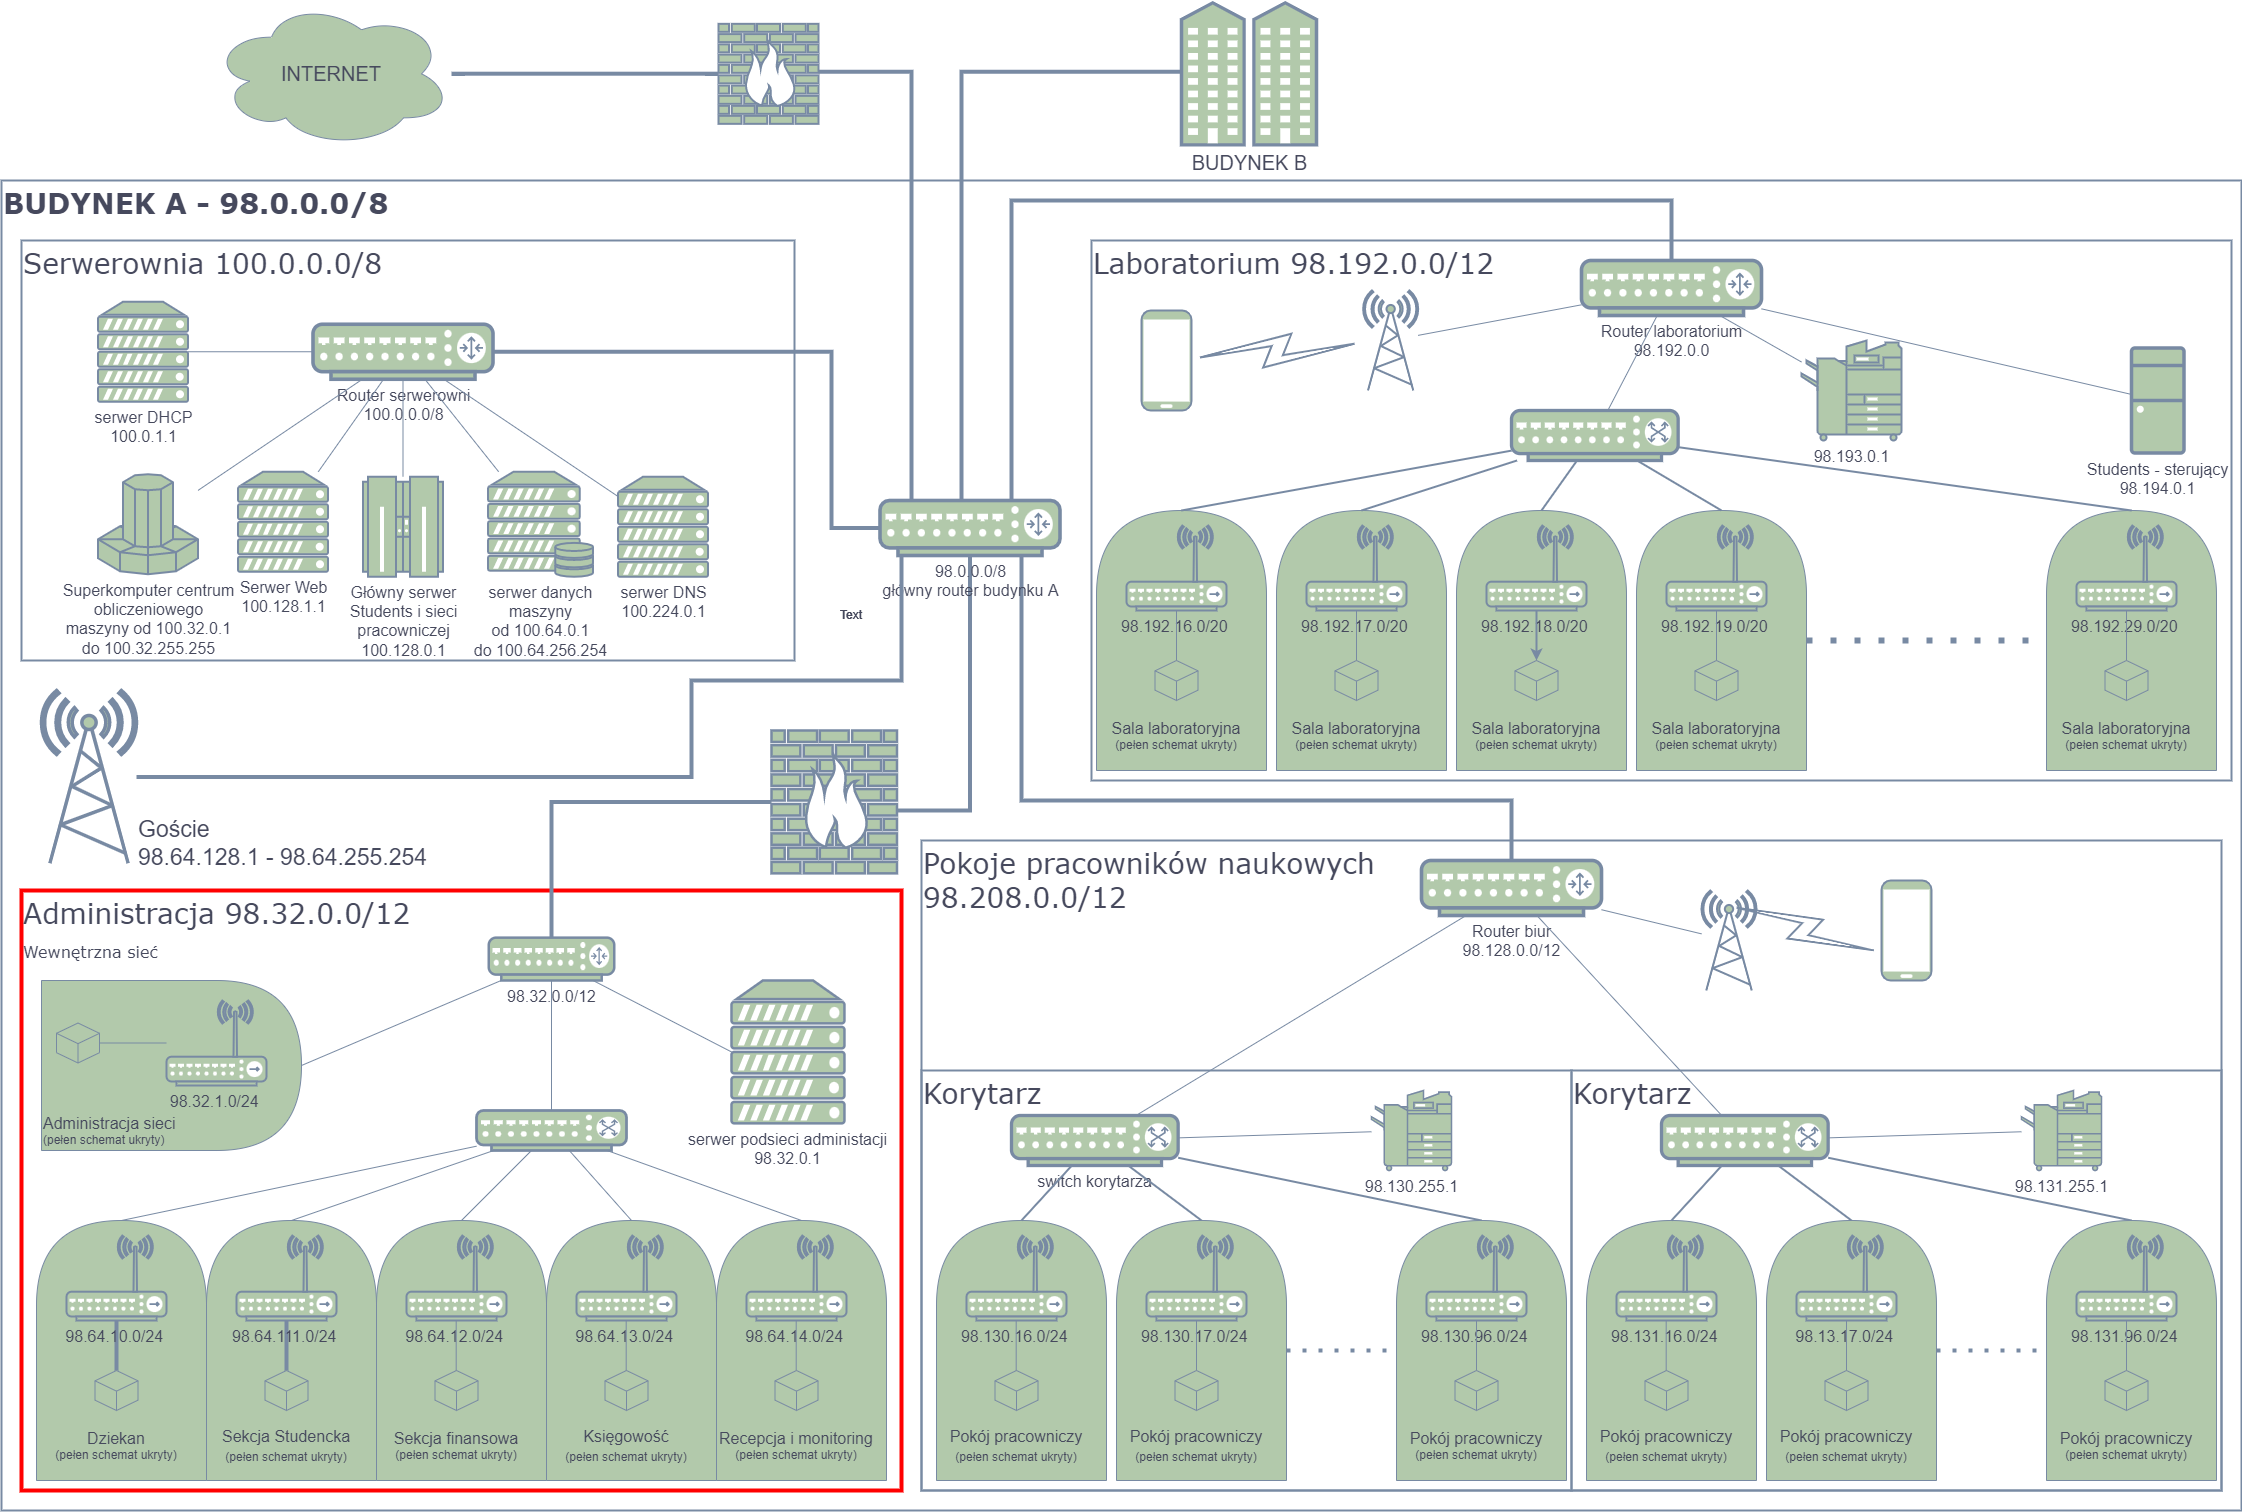 INTERNET
BUDYNEK B
BUDYNEK A - 98.0.0.0/8
Serwerownia 100.0.0.0/8
serwer DHCP
100.0.1.1
Router serwerowni
100.0.0.0/8
Superkomputer centrum
obliczeniowego
maszyny od 100.32.0.1
do 100.32.255.255
Serwer Web
100.128.1.1
Główny serwer
Students i sieci
pracowniczej
100.128.0.1
serwer danych
maszyny
od 100.64.0.1
do 100.64.256.254
serwer DNS
100.224.0.1
98.0.0.0/8
główny router budynku A
Text
Laboratorium 98.192.0.0/12
Router laboratorium
98.192.0.0
98.193.0.1
Students - sterujący
98.194.0.1
98.192.16.0/20
Sala laboratoryjna
(pełen schemat ukryty)
98.192.17.0/20
Sala laboratoryjna
(pełen schemat ukryty)
98.192.18.0/20
Sala laboratoryjna
(pełen schemat ukryty)
98.192.19.0/20
Sala laboratoryjna
(pełen schemat ukryty)
98.192.29.0/20
Sala laboratoryjna
(pełen schemat ukryty)
Goście
98.64.128.1 - 98.64.255.254
Administracja 98.32.0.0/12
Wewnętrzna sieć
98.32.0.0/12
98.32.1.0/24
Administracja sieci
(pełen schemat ukryty)
serwer podsieci administacji
98.32.0.1
98.64.10.0/24
Dziekan
(pełen schemat ukryty)
98.64.111.0/24
Sekcja Studencka
(pełen schemat ukryty)
98.64.12.0/24
Sekcja finansowa
(pełen schemat ukryty)
98.64.13.0/24
Księgowość
(pełen schemat ukryty)
98.64.14.0/24
Recepcja i monitoring
(pełen schemat ukryty)
Pokoje pracowników naukowych
98.208.0.0/12
Router biur
98.128.0.0/12
Korytarz
switch korytarza
98.130.255.1
98.130.16.0/24
Pokój pracowniczy
(pełen schemat ukryty)
98.130.17.0/24
Pokój pracowniczy
(pełen schemat ukryty)
98.130.96.0/24
Pokój pracowniczy
(pełen schemat ukryty)
Korytarz
98.131.255.1
98.131.16.0/24
Pokój pracowniczy
(pełen schemat ukryty)
98.13.17.0/24
Pokój pracowniczy
(pełen schemat ukryty)
98.131.96.0/24
Pokój pracowniczy
(pełen schemat ukryty)